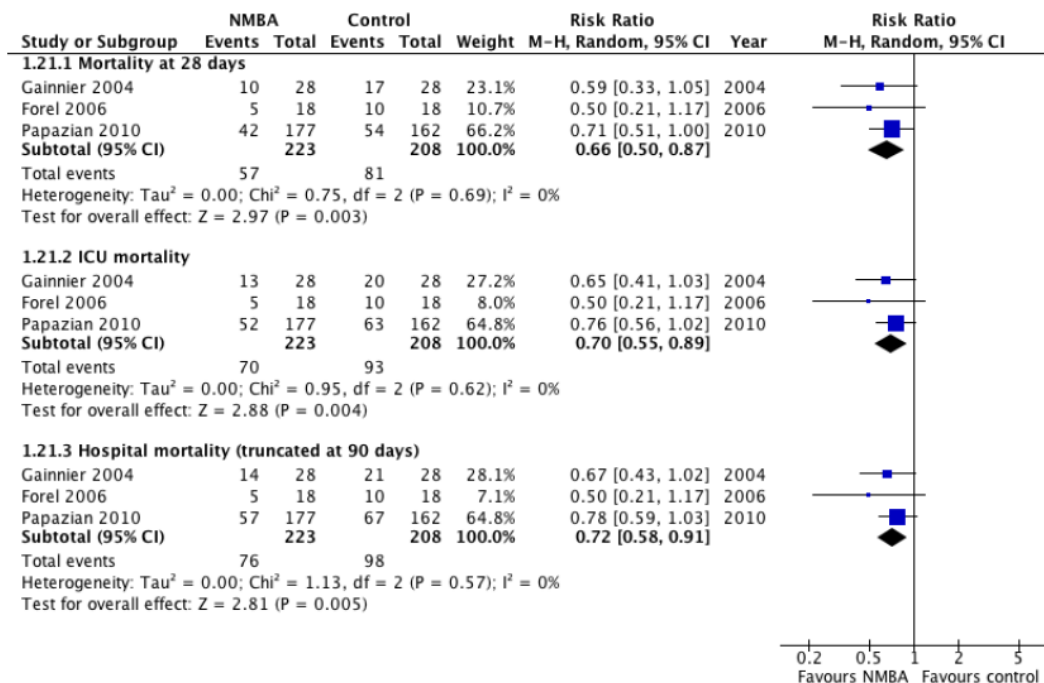 NMBA Control Risk Ratio Risk Ratio
Study or Subgroup Events Total Events Total Weight M-H, Random, 95% CI Year M-H, Random, 95% CI
1.21.1 Mortality at 28 days
Gainnier 2004 10 28 17 28 23.1% 0.59 [0.33, 1.05] 2004
Forel 2006 5 18 10 18 10.7% 0.50 [0.21, 1.17] 2006
Papazian 2010 42 177 54 162 66.2% 0.71 [0.51, 1.00] 2010
Subtotal (95% CI) 223 208 100.0% 0.66 [0.50, 0.87]
Total events 57 81
Heterogeneity: Tau² = 0.00; Chi² = 0.75, df = 2 (P = 0.69); I² = 0%
Test for overall effect: Z = 2.97 (P = 0.003)
1.21.2 ICU mortality
Gainnier 2004 13 28 20 28 27.2% 0.65 [0.41, 1.03] 2004
Forel 2006 5 18 10 18 8.0% 0.50 [0.21, 1.17] 2006
Papazian 2010 52 177 63 162 64.8% 0.76 [0.56, 1.02] 2010
Subtotal (95% CI) 223 208 100.0% 0.70 [0.55, 0.89]
Total events 70 93
Heterogeneity: Tau² = 0.00; Chi² = 0.95, df = 2 (P = 0.62); I² = 0%
Test for overall effect: Z = 2.88 (P = 0.004)
1.21.3 Hospital mortality (truncated at 90 days)
Gainnier 2004 14 28 21 28 28.1% 0.67 [0.43, 1.02] 2004
Forel 2006 5 18 10 18 7.1% 0.50 [0.21, 1.17] 2006
Papazian 2010 57 177 67 162 64.8% 0.78 [0.59, 1.03] 2010
Subtotal (95% CI) 223 208 100.0% 0.72 [0.58, 0.91]
Total events 76 98
Heterogeneity: Tau² = 0.00; Chi² = 1.13, df = 2 (P = 0.57); I² = 0%
Test for overall effect: Z = 2.81 (P = 0.005)
0.2 0.5 1 2 5
Favours NMBA Favours control